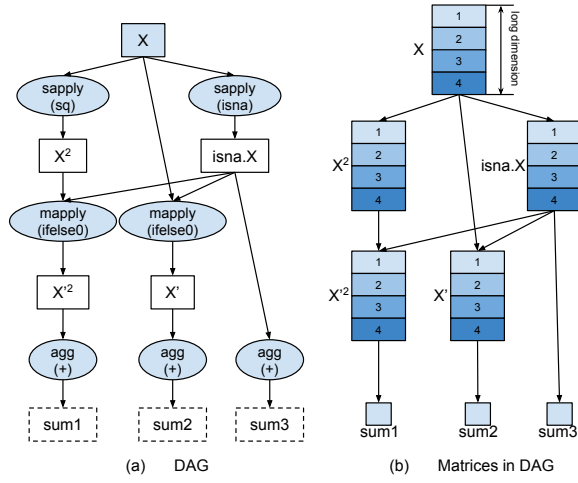 X
sapply
(sq)
sapply
(isna)
X²
isna.X
mapply
(ifelse0)
mapply
(ifelse0)
X'²
X'
agg
(+)
agg
(+)
agg
(+)
sum1
sum2
sum3
(a) DAG
X
1
2
3
4
long dimension
X²
1
2
3
4
isna.X
1
2
3
4
X'²
1
2
3
4
X'
1
2
3
4
sum1
sum2
sum3
(b) Matrices in DAG